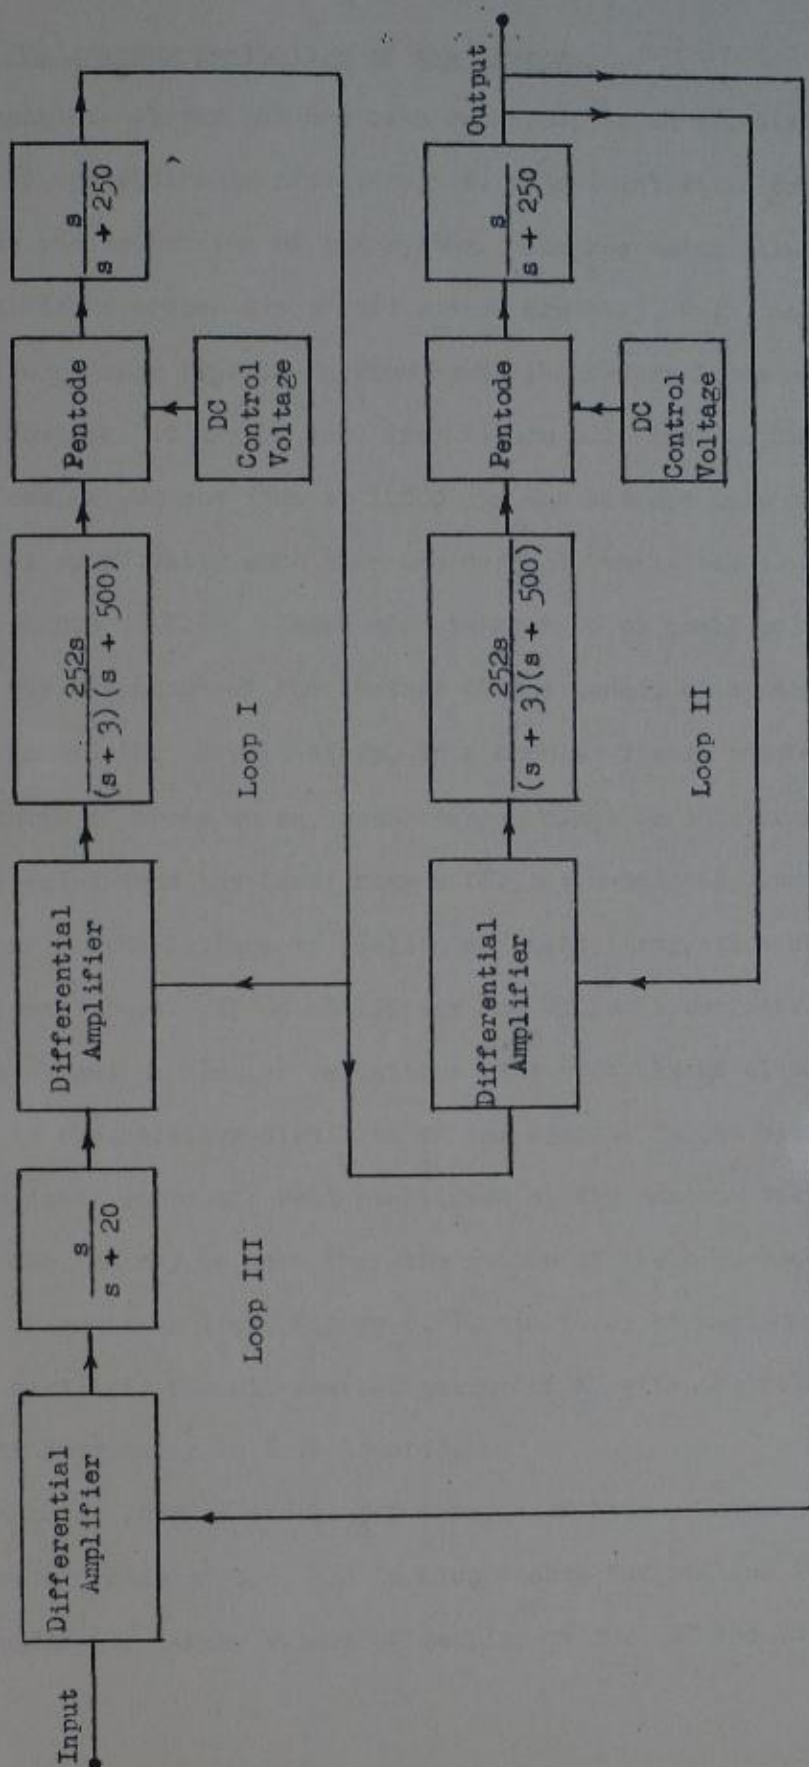 Input
Differential
Amplifier
s
s + 20
Differential
Amplifier
252s
(s + 3)(s + 500)
Pentode
s
s + 250
DC
Control
Voltage
Loop I
Loop III
Differential
Amplifier
252s
(s + 3)(s + 500)
Pentode
s
s + 250
Output
DC
Control
Voltage
Loop II